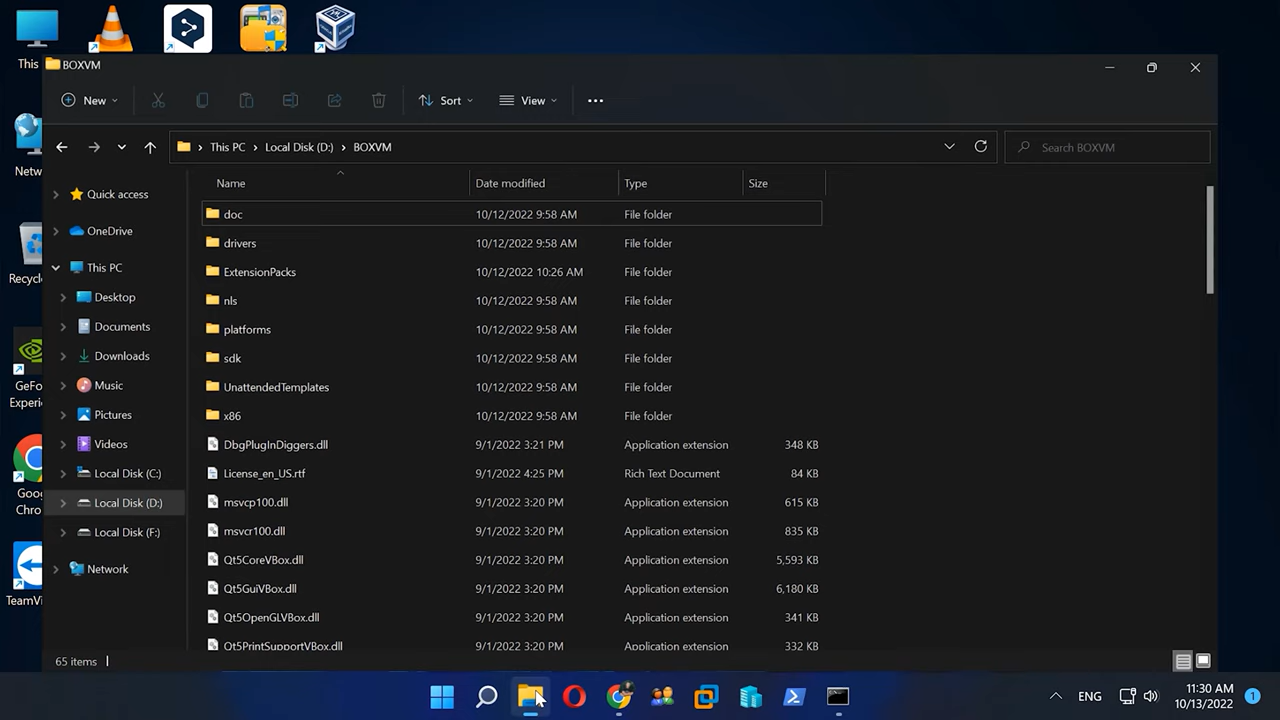 This
BOXVM
New
Sort
View
This PC
Local Disk (D:)
BOXVM
Search BOXVM
Netw
Recyc
GeFo
Experie
Goog
Chro
TeamVi
Quick access
OneDrive
This PC
Desktop
Documents
Downloads
Music
Pictures
Videos
Local Disk (C:)
Local Disk (D:)
Local Disk (F:)
Network
Name Date modified Type Size
doc 10/12/2022 9:58 AM File folder
drivers 10/12/2022 9:58 AM File folder
ExtensionPacks 10/12/2022 10:26 AM File folder
nls 10/12/2022 9:58 AM File folder
platforms 10/12/2022 9:58 AM File folder
sdk 10/12/2022 9:58 AM File folder
UnattendedTemplates 10/12/2022 9:58 AM File folder
x86 10/12/2022 9:58 AM File folder
DbgPlugInDiggers.dll 9/1/2022 3:21 PM Application extension 348 KB
License_en_US.rtf 9/1/2022 4:25 PM Rich Text Document 84 KB
msvcp100.dll 9/1/2022 3:20 PM Application extension 615 KB
msvcr100.dll 9/1/2022 3:20 PM Application extension 835 KB
Qt5CoreVBox.dll 9/1/2022 3:20 PM Application extension 5,593 KB
Qt5GuiVBox.dll 9/1/2022 3:20 PM Application extension 6,180 KB
Qt5OpenGLVBox.dll 9/1/2022 3:20 PM Application extension 341 KB
Qt5PrintSupportVBox.dll 9/1/2022 3:20 PM Application extension 332 KB
65 items
ENG
11:30 AM
10/13/2022
1